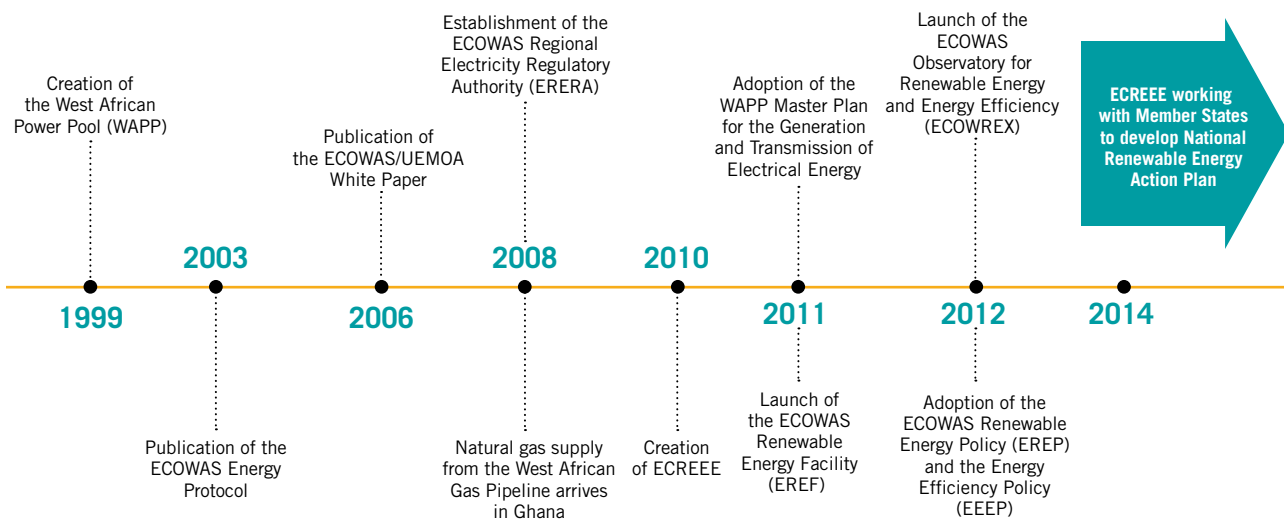 Creation of
the West African
Power Pool (WAPP)
1999
2003
Publication of the
ECOWAS Energy
Protocol
Publication of
the ECOWAS/UEMOA
White Paper
2006
Establishment of the
ECOWAS Regional
Electricity Regulatory
Authority (ERERA)
2008
Natural gas supply
from the West African
Gas Pipeline arrives
in Ghana
2010
Creation
of ECREEE
Adoption of the
WAPP Master Plan
for the Generation
and Transmission of
Electrical Energy
2011
Launch of
the ECOWAS
Renewable
Energy Facility
(EREF)
Launch of the
ECOWAS
Observatory for
Renewable Energy
and Energy Efficiency
(ECOWREX)
2012
Adoption of the
ECOWAS Renewable
Energy Policy (EREP)
and the Energy
Efficiency Policy
(EEEP)
ECREEE working
with Member States
to develop National
Renewable Energy
Action Plan
2014